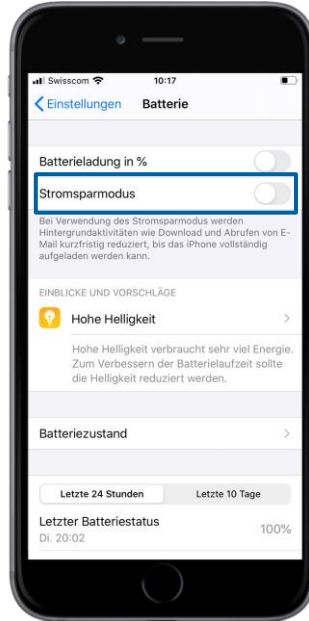 Swisscom 10:17
Einstellungen Batterie
Batterieladung in %
Stromsparmodus
Bei Verwendung des Stromsparmodus werden
Hintergrundaktivitäten wie Download und Abrufen von E-
Mail kurzfristig reduziert, bis das iPhone vollständig
aufgeladen werden kann.
EINBLICKE UND VORSCHLÄGE
Hohe Helligkeit
Hohe Helligkeit verbraucht sehr viel Energie.
Zum Verbessern der Batterielaufzeit sollte
die Helligkeit reduziert werden.
Batteriezustand
Letzte 24 Stunden Letzte 10 Tage
Letzter Batteriestatus 100%
Di. 20:02